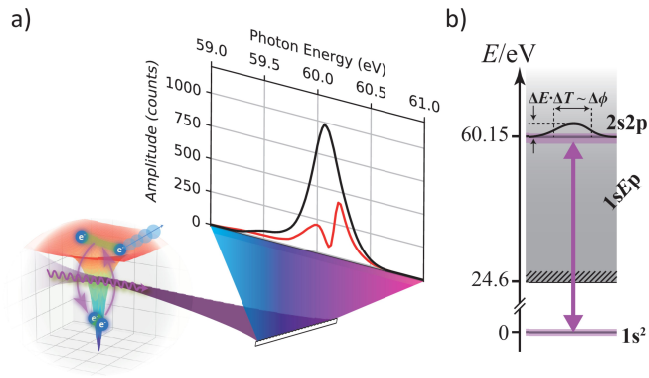 a)
Photon Energy (eV)
59.0
59.5
60.0
60.5
61.0
Amplitude (counts)
1000
750
500
250
0
e⁻
e⁻
e⁻
e⁻
b)
E/eV
ΔE·ΔT ~ Δϕ
2s2p
60.15
1sEp
24.6
0
1s²